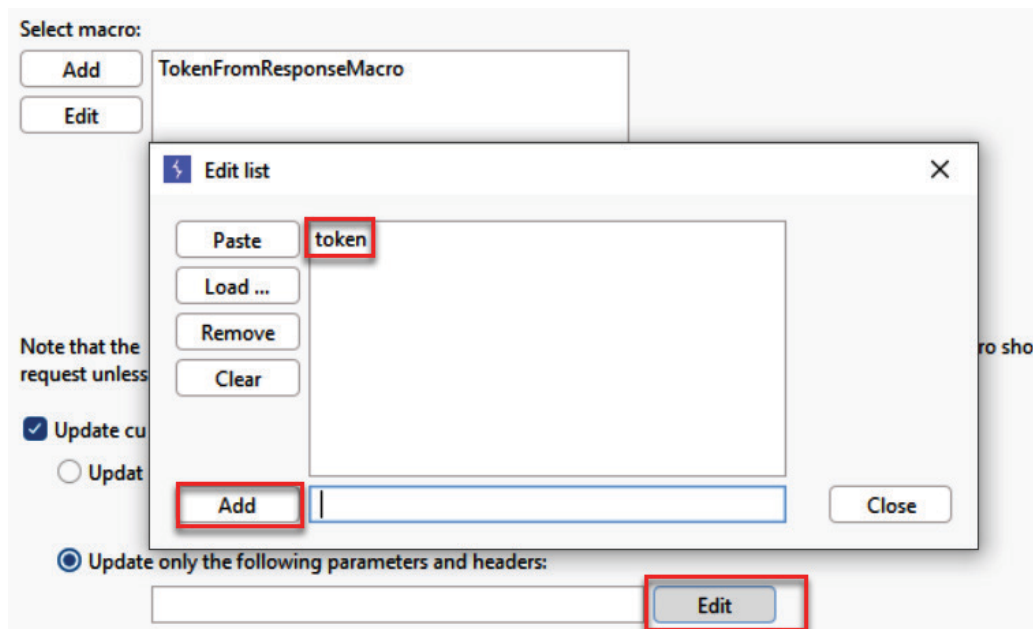 Select macro:
Add
TokenFromResponseMacro
Edit
Edit list
Paste
token
Load ...
Remove
Note that the
ro sho
Clear
request unless
Update cu
Updat
Add
Close
Update only the following parameters and headers:
Edit